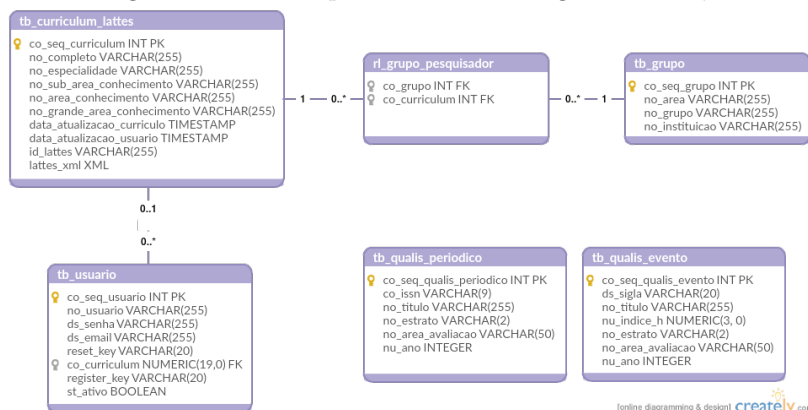 tb_curriculum_lattes
co_seq_curriculum INT PK
no_completo VARCHAR(255)
no_especialidade VARCHAR(255)
no_sub_area_conhecimento VARCHAR(255)
no_area_conhecimento VARCHAR(255)
no_grande_area_conhecimento VARCHAR(255)
data_atualizacao_curriculo TIMESTAMP
data_atualizacao_usuario TIMESTAMP
id_lattes VARCHAR(255)
lattes_xml XML
1
0..*
rl_grupo_pesquisador
co_grupo INT FK
co_curriculum INT FK
0..*
1
tb_grupo
co_seq_grupo INT PK
no_area VARCHAR(255)
no_grupo VARCHAR(255)
no_instituicao VARCHAR(255)
0..1
0..*
tb_usuario
co_seq_usuario INT PK
no_usuario VARCHAR(255)
ds_senha VARCHAR(255)
ds_email VARCHAR(255)
reset_key VARCHAR(20)
co_curriculum NUMERIC(19,0) FK
register_key VARCHAR(20)
st_ativo BOOLEAN
tb_qualis_periodico
co_seq_qualis_periodico INT PK
co_issn VARCHAR(9)
no_titulo VARCHAR(255)
no_estrato VARCHAR(2)
no_area_avaliacao VARCHAR(50)
nu_ano INTEGER
tb_qualis_evento
co_seq_qualis_evento INT PK
ds_sigla VARCHAR(20)
no_titulo VARCHAR(255)
nu_indice_h NUMERIC(3, 0)
no_estrato VARCHAR(2)
no_area_avaliacao VARCHAR(50)
nu_ano INTEGER
[online diagramming & design] creately.com